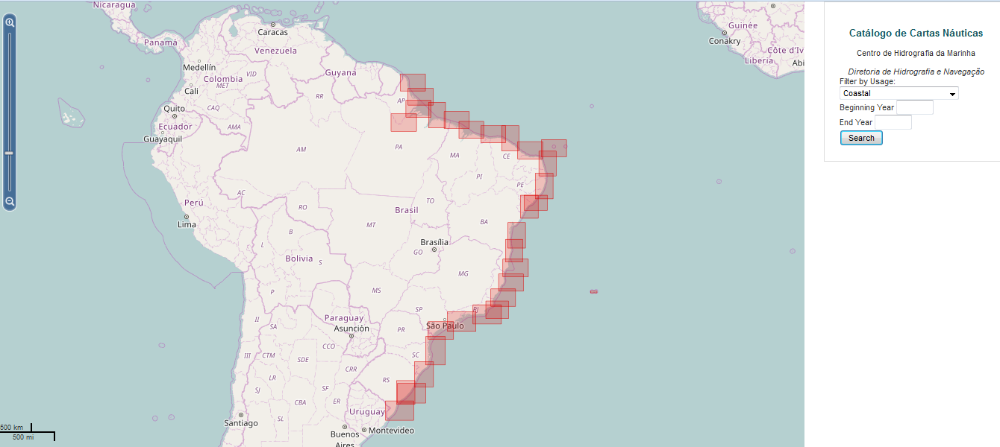 Nicaragua
Caracas
Panamá
Venezuela
Medellín
Colombia
VID
MET
Guyana
Cali
RR
AP
Quito
CAQ
Ecuador
AMA
Guayaquil
AM
PA
MA
CE
PI
PE
AC
TO
Perú
RO
Brasil
Lima
MT
BA
B
Brasília
L
GO
Bolivia
S
MG
P
MS
SP
RJ
II
Paraguay
São Paulo
SA
Asunción
PR
CCO
III
CTM
SDE
SC
CRR
LR
RS
SJ
SF
CBA
ER
SL
Uruguay
Santiago
Buenos
Aires
Montevideo
500 km
500 mi
Guinée
Conakry
Côte d'Iv
Liberia
Abi
Catálogo de Cartas Náuticas
Centro de Hidrografia da Marinha
Diretoria de Hidrografia e Navegação
Filter by Usage:
Coastal
Beginning Year
End Year
Search